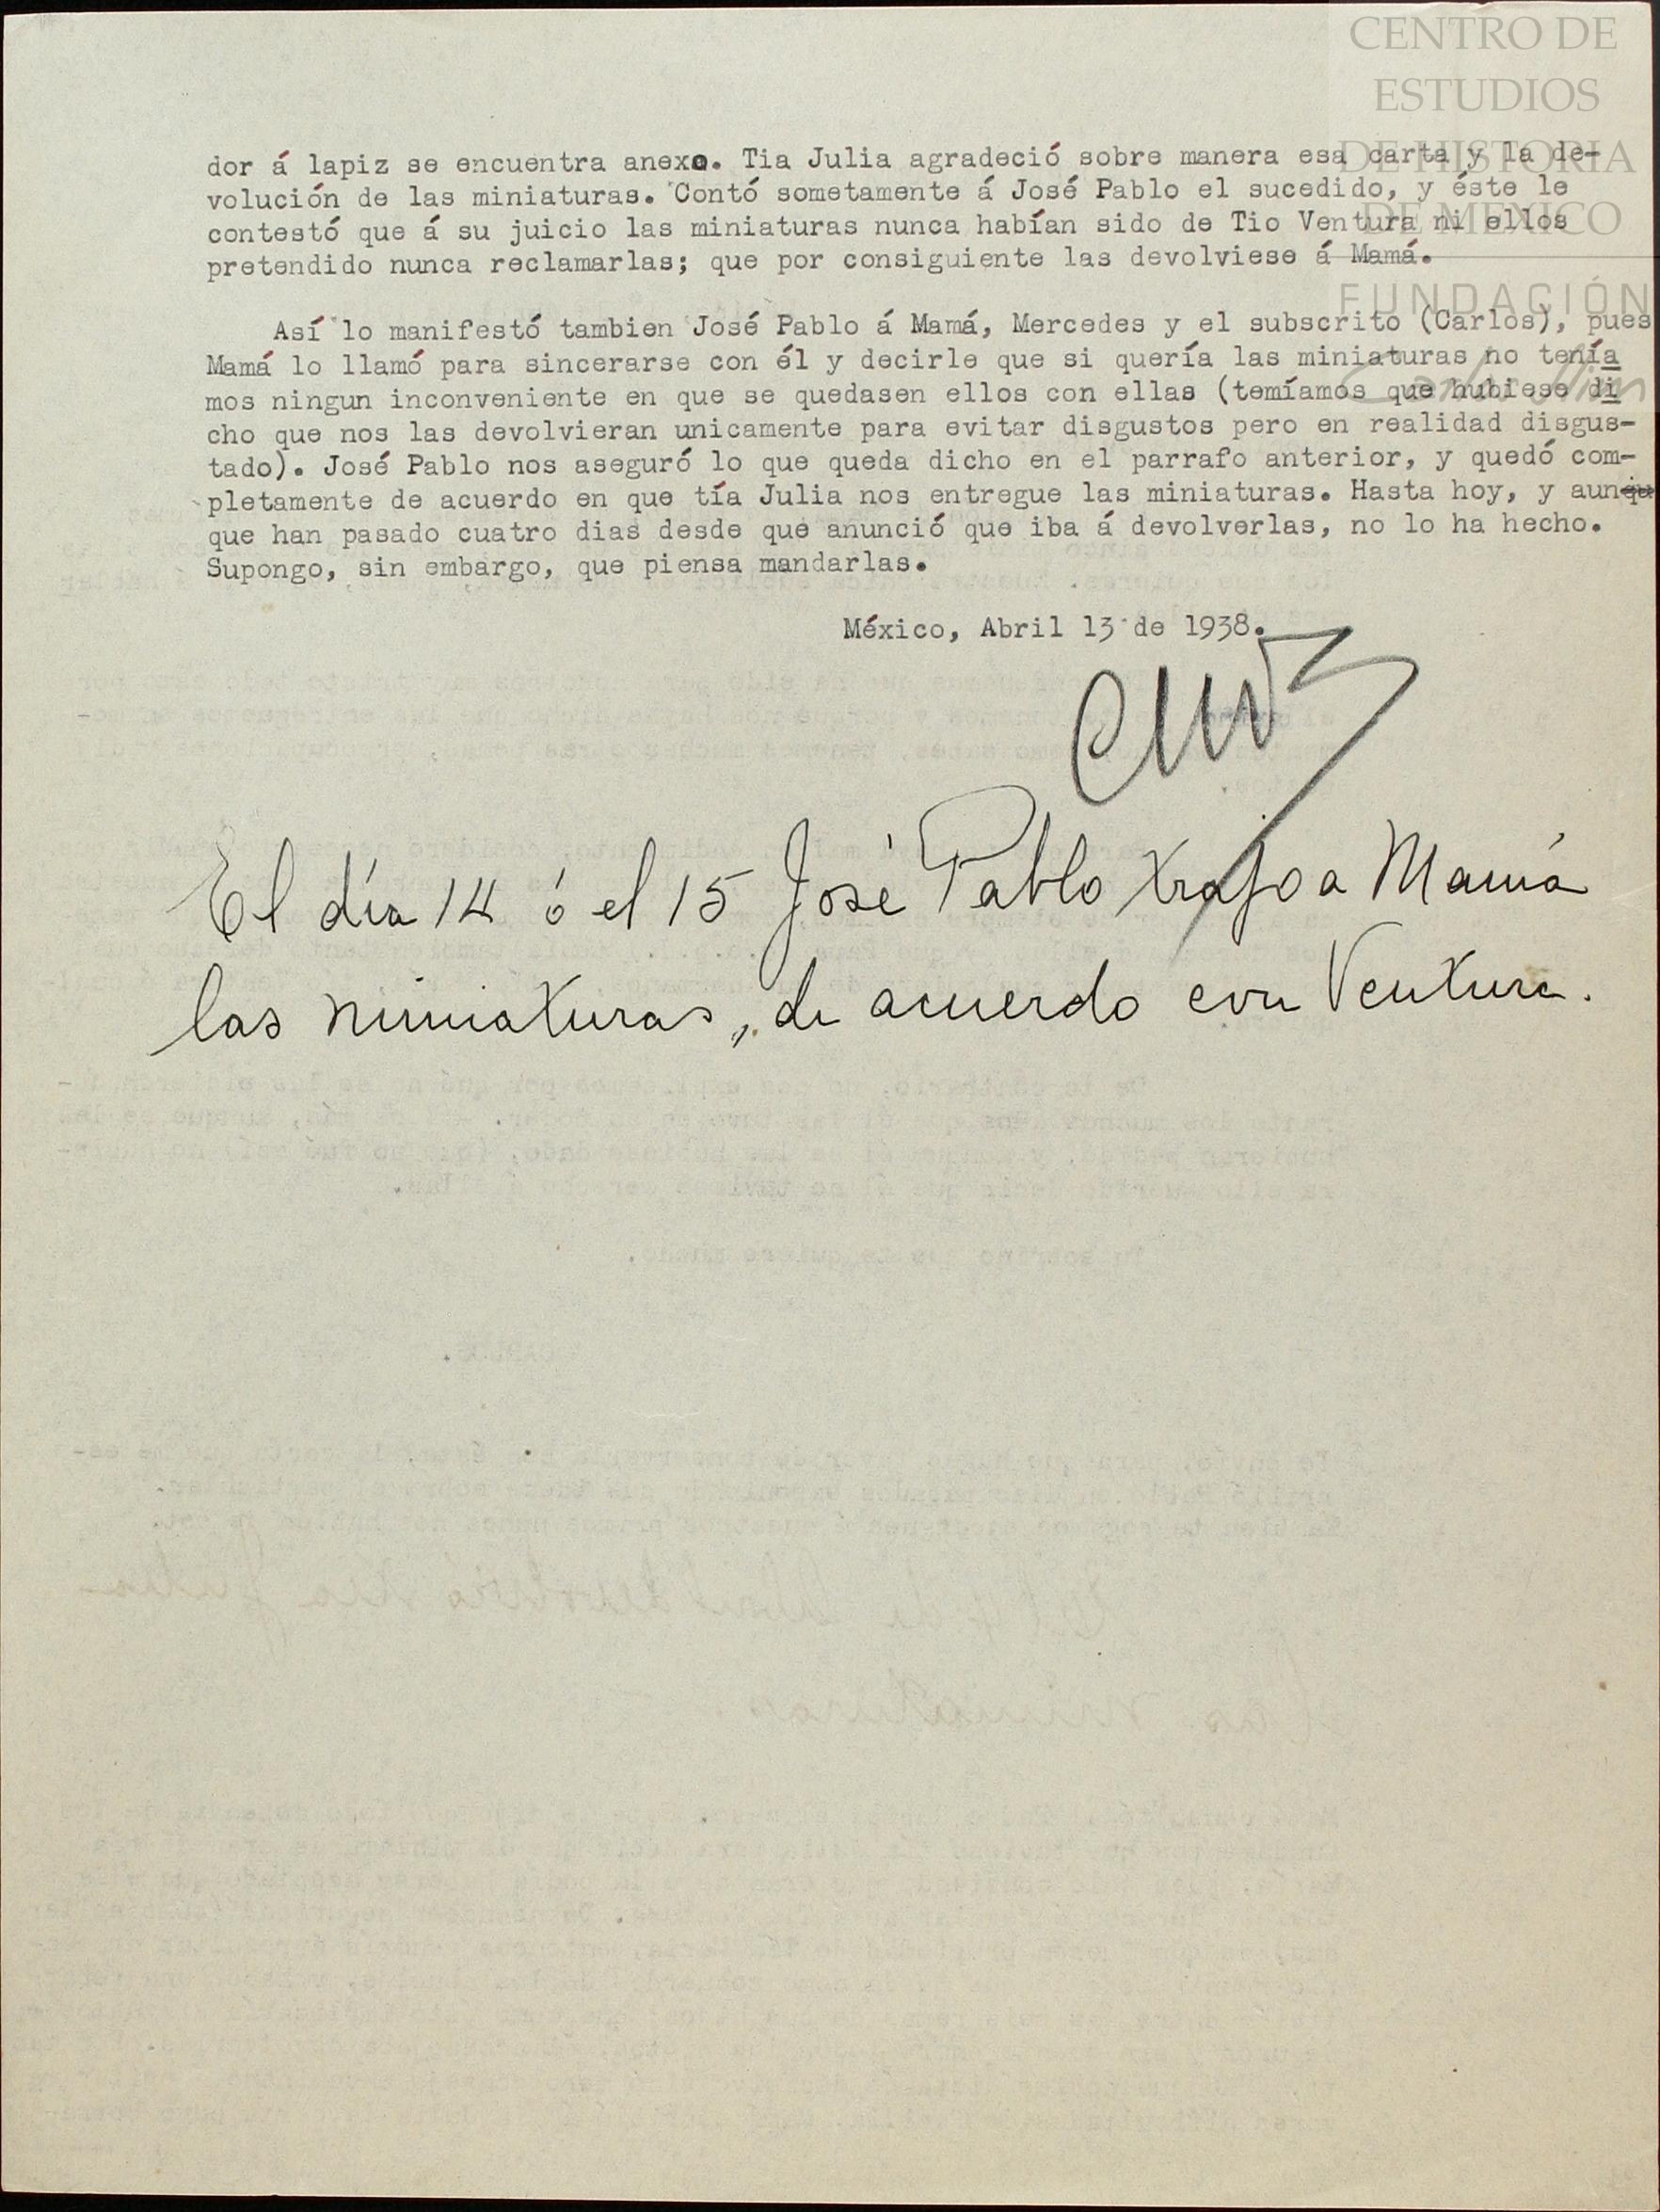 CENTRO DE
ESTUDIOS
DE HISTORIA
DE MÉXICO
FUNDACIÓN
Carlos Slim
dor á lapiz se encuentra anexo. Tia Julia agradeció sobre manera esa carta y la de-
volución de las miniaturas. Contó sometamente á José Pablo el sucedido, y éste le
contestó que á su juicio las miniaturas nunca habían sido de Tio Ventura ni ellos
pretendido nunca reclamarlas; que por consiguiente las devolviese á Mamá.
Así lo manifestó tambien José Pablo á Mamá, Mercedes y el subscrito (Carlos), pues
Mamá lo llamó para sincerarse con él y decirle que si quería las miniaturas no tenía
mos ningun inconveniente en que se quedasen ellos con ellas (temíamos que hubiese di
cho que nos las devolvieran unicamente para evitar disgustos pero en realidad disgus-
tado). José Pablo nos aseguró lo que queda dicho en el parrafo anterior, y quedó com-
pletamente de acuerdo en que tía Julia nos entregue las miniaturas. Hasta hoy, y aunqu
que han pasado cuatro dias desde que anunció que iba á devolverlas, no lo ha hecho.
Supongo, sin embargo, que piensa mandarlas.
México, Abril 13 de 1938.
El día 14 ó el 15 José Pablo trajo a Mamá
las miniaturas, de acuerdo con Ventura.